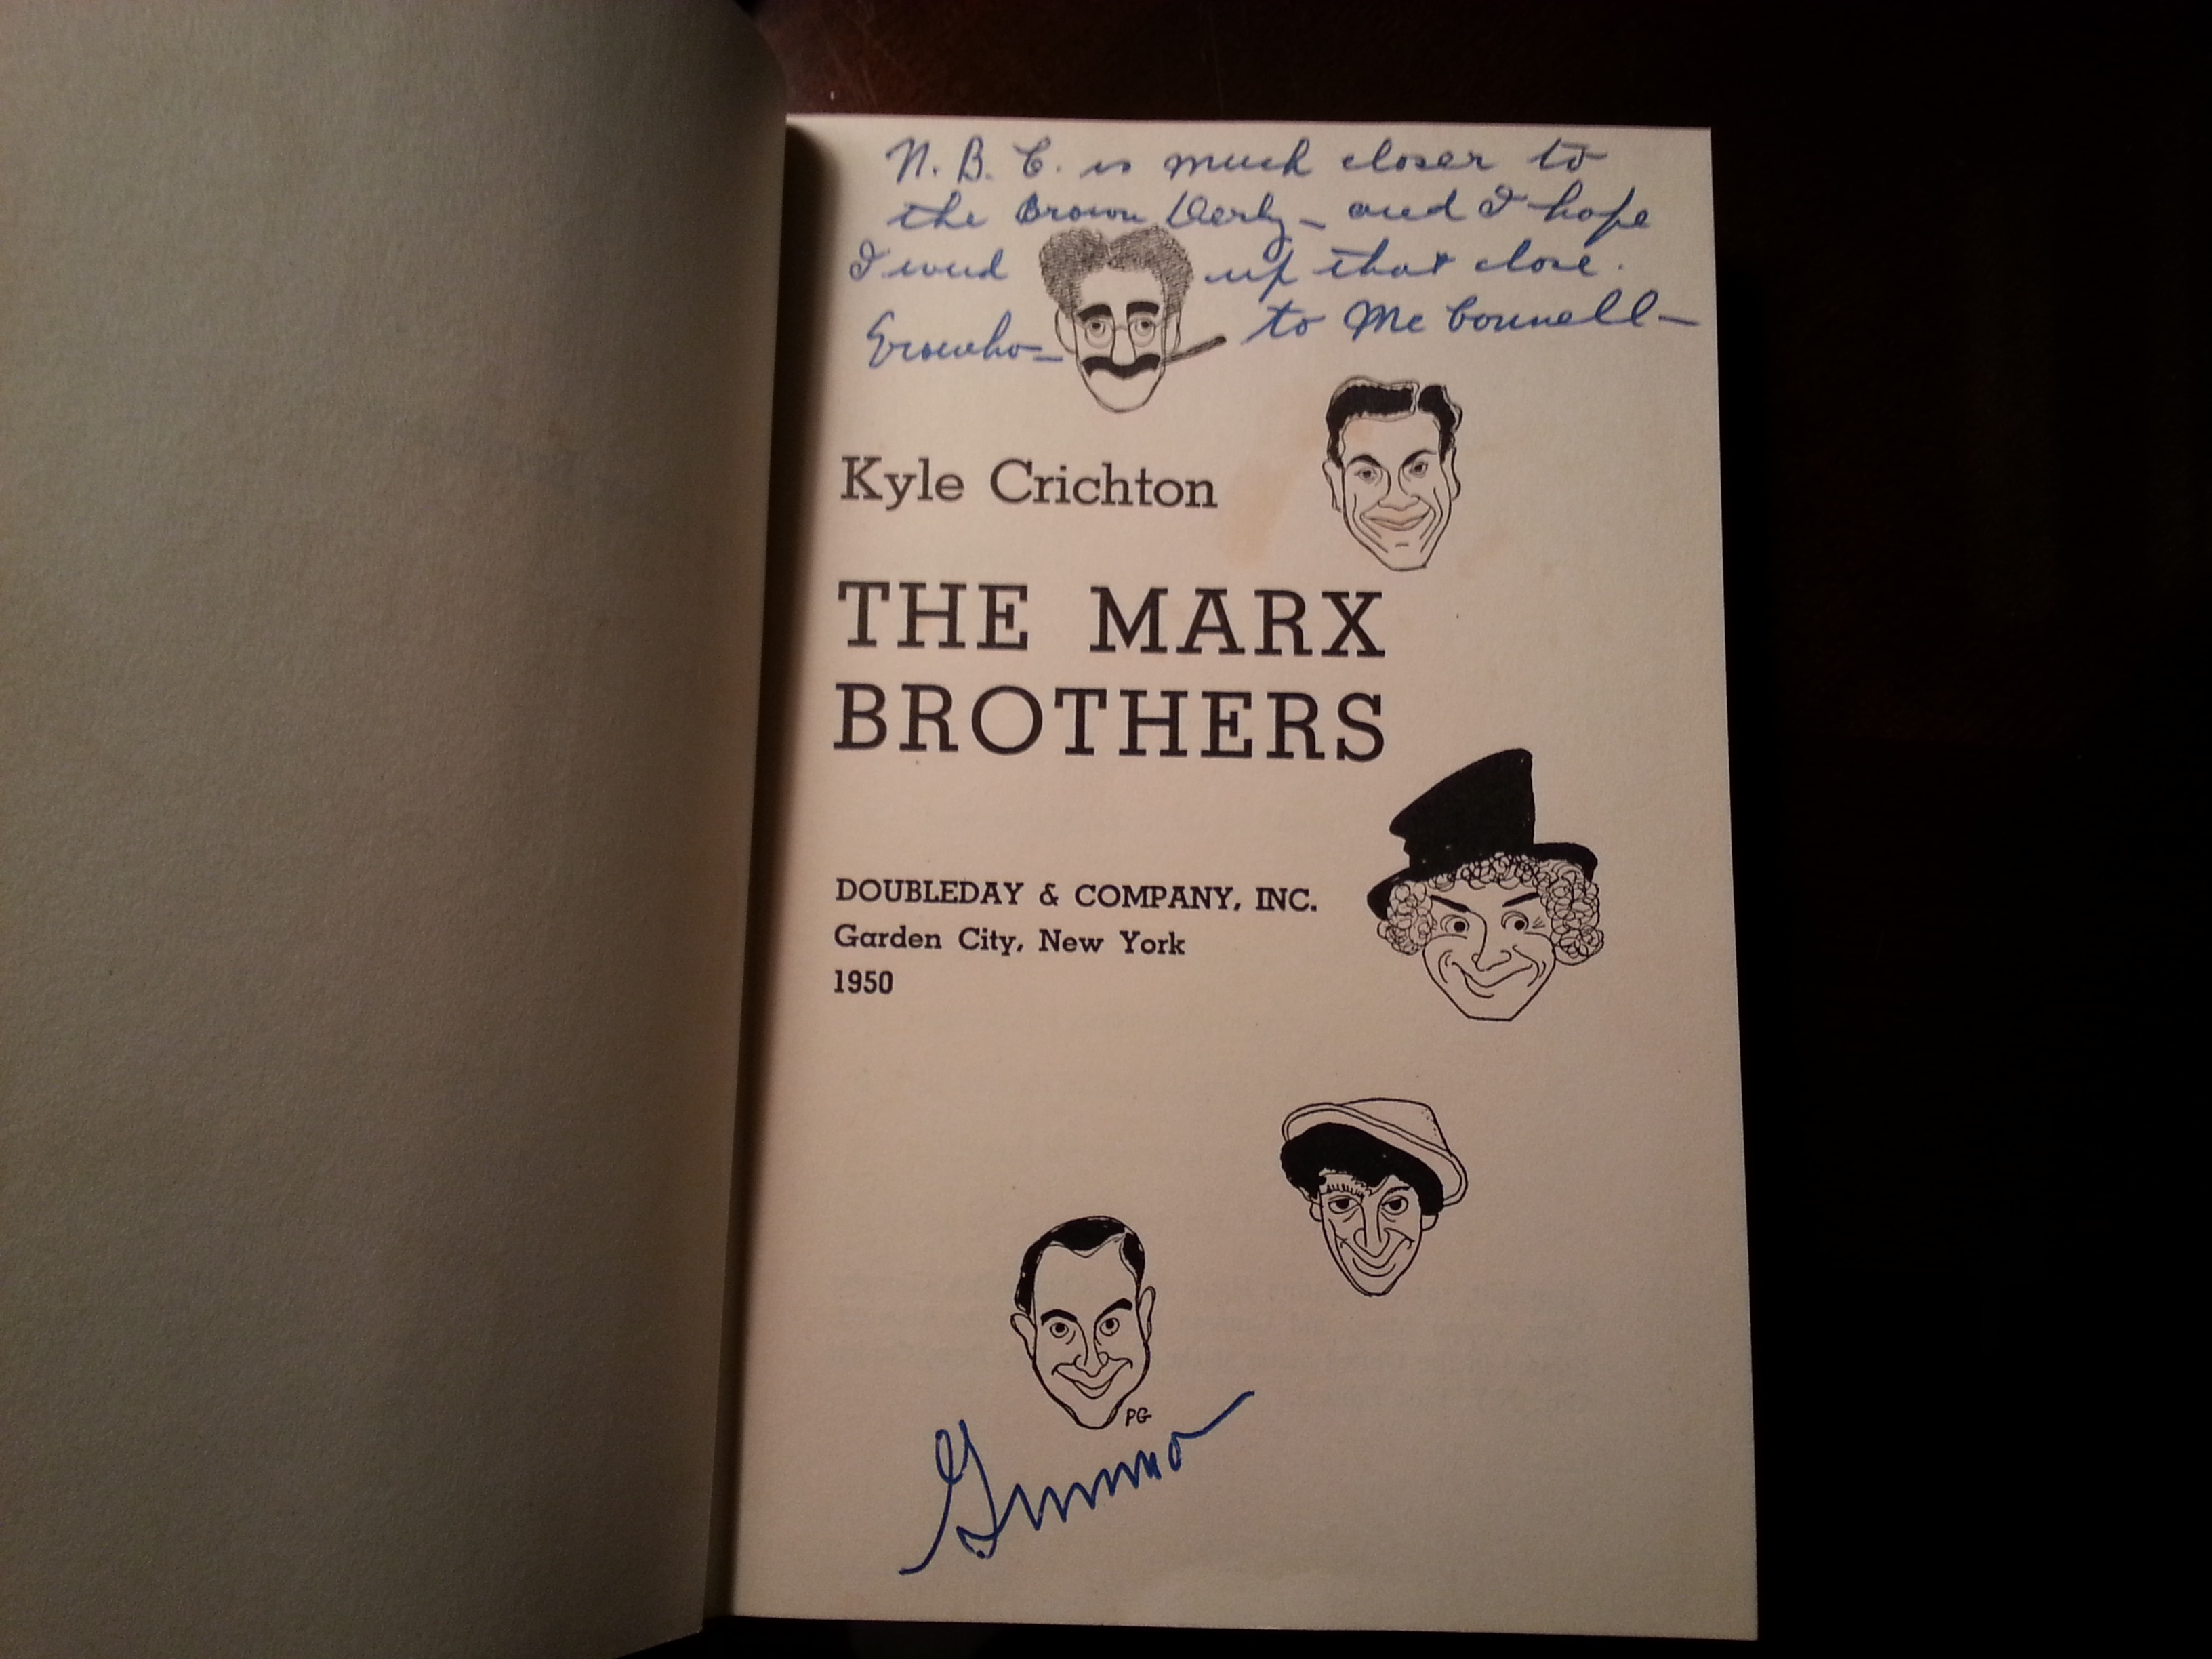 N. B. C. is much closer to
the Brown Derby – and I hope
I wind up that close.
to McConnell –
Groucho –
Kyle Crichton
THE MARX
BROTHERS
DOUBLEDAY & COMPANY, INC.
Garden City, New York
1950
PG
Gummo